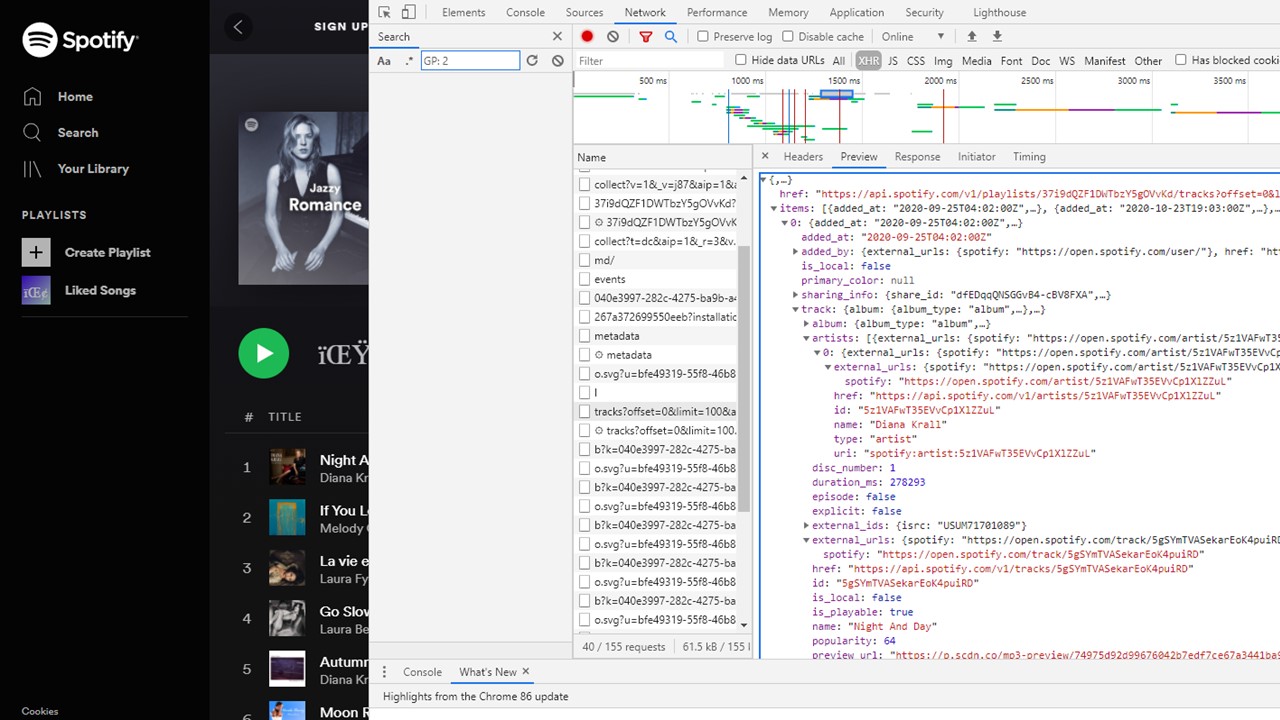 Spotify
Home
Search
Your Library
PLAYLISTS
Create Playlist
Liked Songs
Cookies
SIGN UP
Jazzy
Romance
# TITLE
1 Night A
Diana Kr
2 If You L
Melody G
3 La vie e
Laura Fy
4 Go Slow
Laura Be
5 Autumn
Diana Kr
6 Moon R
Elements Console Sources Network Performance Memory Application Security Lighthouse
Search
Aa .* GP: 2
Preserve log Disable cache Online
Filter Hide data URLs All XHR JS CSS Img Media Font Doc WS Manifest Other Has blocked cooki
500 ms 1000 ms 1500 ms 2000 ms 2500 ms 3000 ms 3500 ms
Name
collect?v=1&_v=j87&aip=1&a
37i9dQZF1DWTbzY5gOVvKd?
37i9dQZF1DWTbzY5gOVvK
collect?t=dc&aip=1&_r=3&v.
md/
events
040e3997-282c-4275-ba9b-a4
267a372699550eeb?installatic
metadata
metadata
o.svg?u=bfe49319-55f8-46b8
l
tracks?offset=0&limit=100&a
tracks?offset=0&limit=100.
b?k=040e3997-282c-4275-ba
o.svg?u=bfe49319-55f8-46b8
b?k=040e3997-282c-4275-ba
o.svg?u=bfe49319-55f8-46b8
b?k=040e3997-282c-4275-ba
o.svg?u=bfe49319-55f8-46b8
b?k=040e3997-282c-4275-ba
o.svg?u=bfe49319-55f8-46b8
b?k=040e3997-282c-4275-ba
o.svg?u=bfe49319-55f8-46b8
40 / 155 requests 61.5 kB / 155 l
Headers Preview Response Initiator Timing
{,…}
href: "https://api.spotify.com/v1/playlists/37i9dQZF1DWTbzY5gOVvKd/tracks?offset=0&l
items: [{added_at: "2020-09-25T04:02:00Z",…}, {added_at: "2020-10-23T19:03:00Z",…},…
0: {added_at: "2020-09-25T04:02:00Z",…}
added_at: "2020-09-25T04:02:00Z"
added_by: {external_urls: {spotify: "https://open.spotify.com/user/"}, href: "ht
is_local: false
primary_color: null
sharing_info: {share_id: "dfEDqqQNSGGvB4-cBV8FXA",…}
track: {album: {album_type: "album",…},…}
album: {album_type: "album",…}
artists: [{external_urls: {spotify: "https://open.spotify.com/artist/5z1VAFwT35
0: {external_urls: {spotify: "https://open.spotify.com/artist/5z1VAFwT35EVvCp
external_urls: {spotify: "https://open.spotify.com/artist/5z1VAFwT35EVvCp1X
spotify: "https://open.spotify.com/artist/5z1VAFwT35EVvCp1XlZZuL"
href: "https://api.spotify.com/v1/artists/5z1VAFwT35EVvCp1XlZZuL"
id: "5z1VAFwT35EVvCp1XlZZuL"
name: "Diana Krall"
type: "artist"
uri: "spotify:artist:5z1VAFwT35EVvCp1XlZZuL"
disc_number: 1
duration_ms: 278293
episode: false
explicit: false
external_ids: {isrc: "USUM71701089"}
external_urls: {spotify: "https://open.spotify.com/track/5gSYmTVASekarEoK4puiR
spotify: "https://open.spotify.com/track/5gSYmTVASekarEoK4puiRD"
href: "https://api.spotify.com/v1/tracks/5gSYmTVASekarEoK4puiRD"
id: "5gSYmTVASekarEoK4puiRD"
is_local: false
is_playable: true
name: "Night And Day"
popularity: 64
preview_url: "https://p.scdn.co/mp3-preview/74975d92d99676042b7edf7ce67a3441ba9
Console What's New
Highlights from the Chrome 86 update